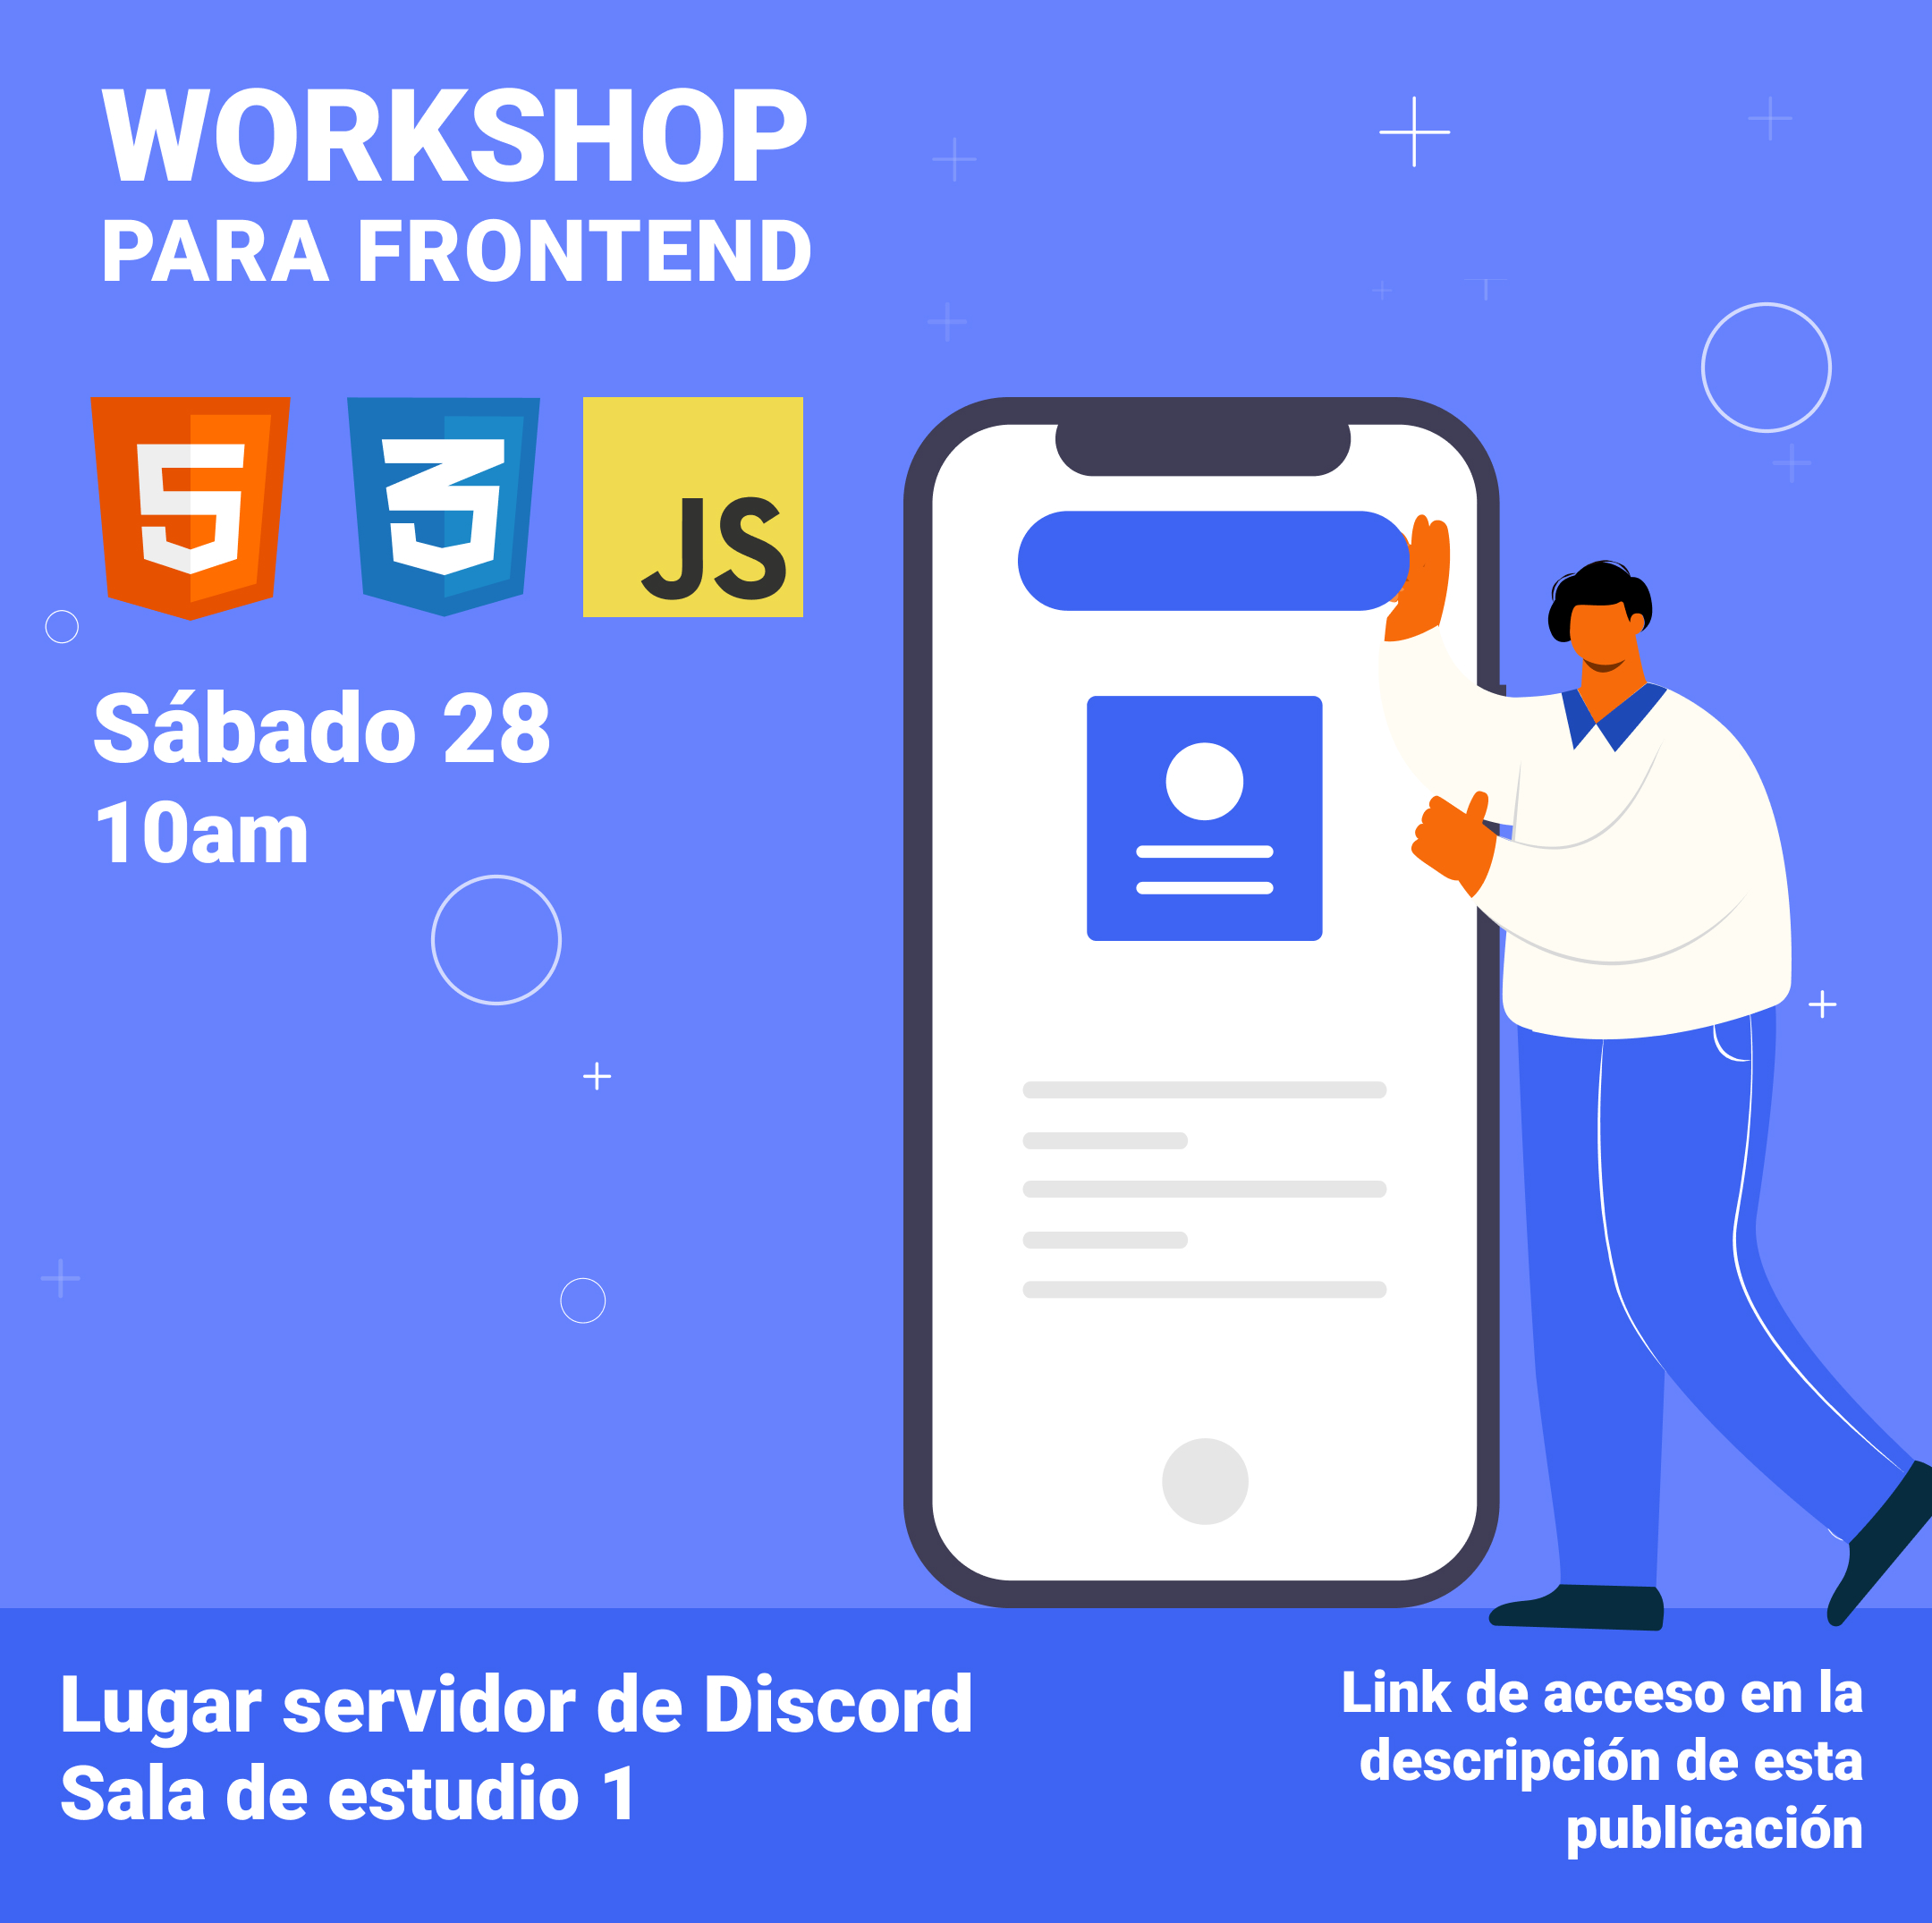 WORKSHOP
PARA FRONTEND
5 3 JS
Sábado 28
10am
Lugar servidor de Discord
Sala de estudio 1
Link de acceso en la
descripción de esta
publicación